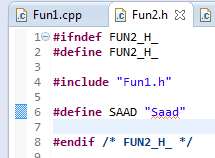 Fun1.cpp Fun2.h
1 #ifndef FUN2_H_
2 #define FUN2_H_
3
4 #include "Fun1.h"
5
6 #define SAAD "Saad"
7
8 #endif /* FUN2_H_ */